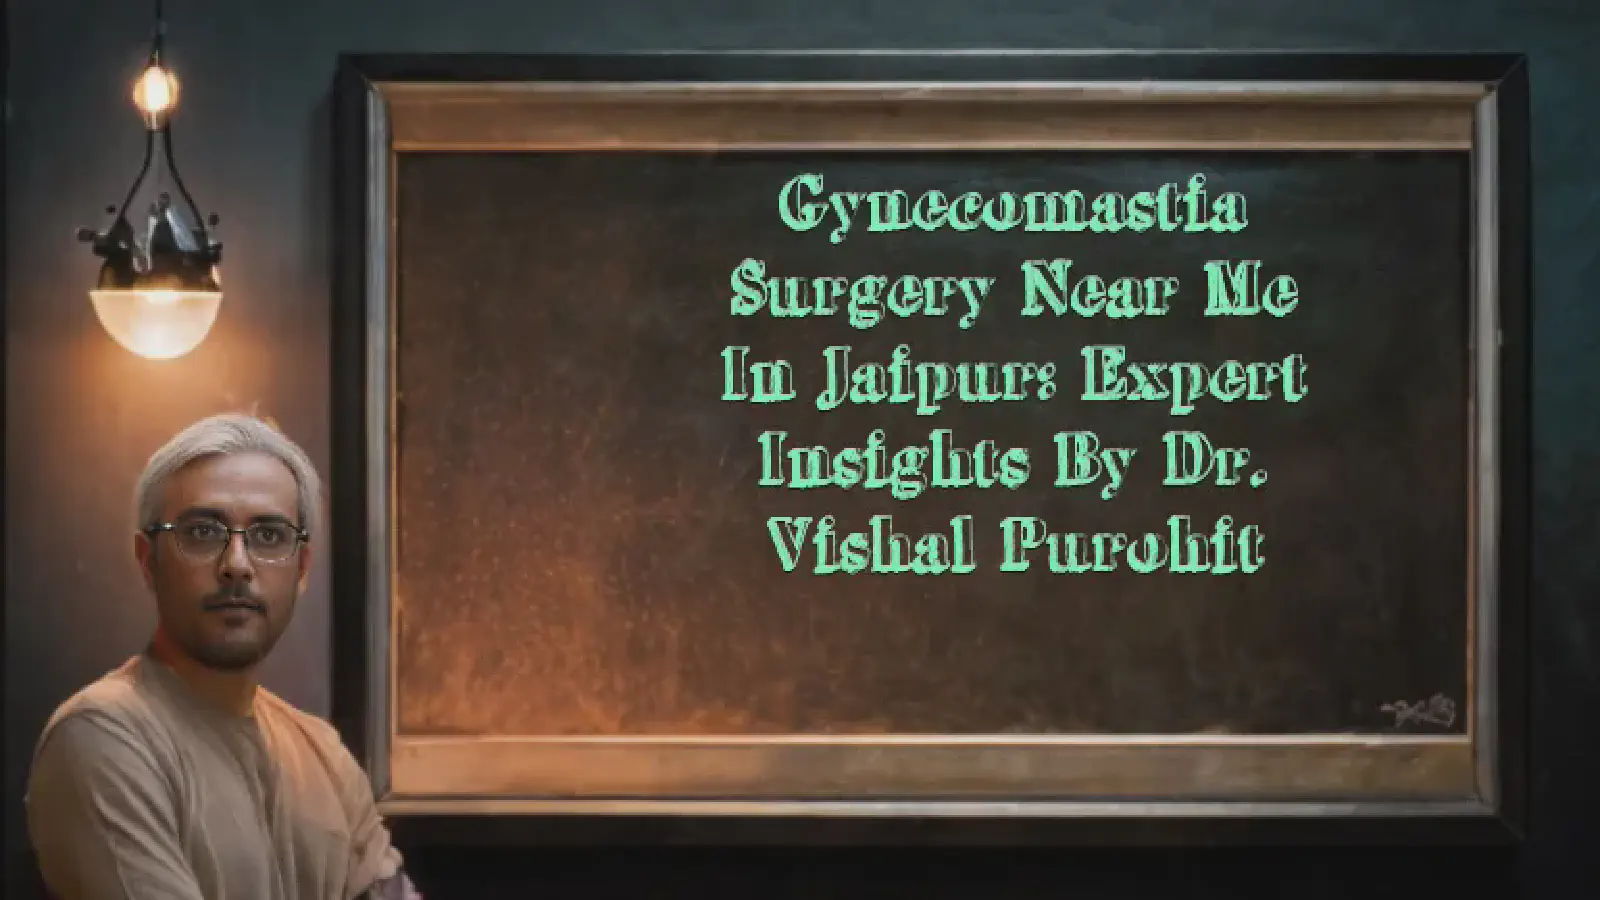 Gynecomastia
Surgery Near Me
In Jaipur: Expert
Insights By Dr.
Vishal Purohit